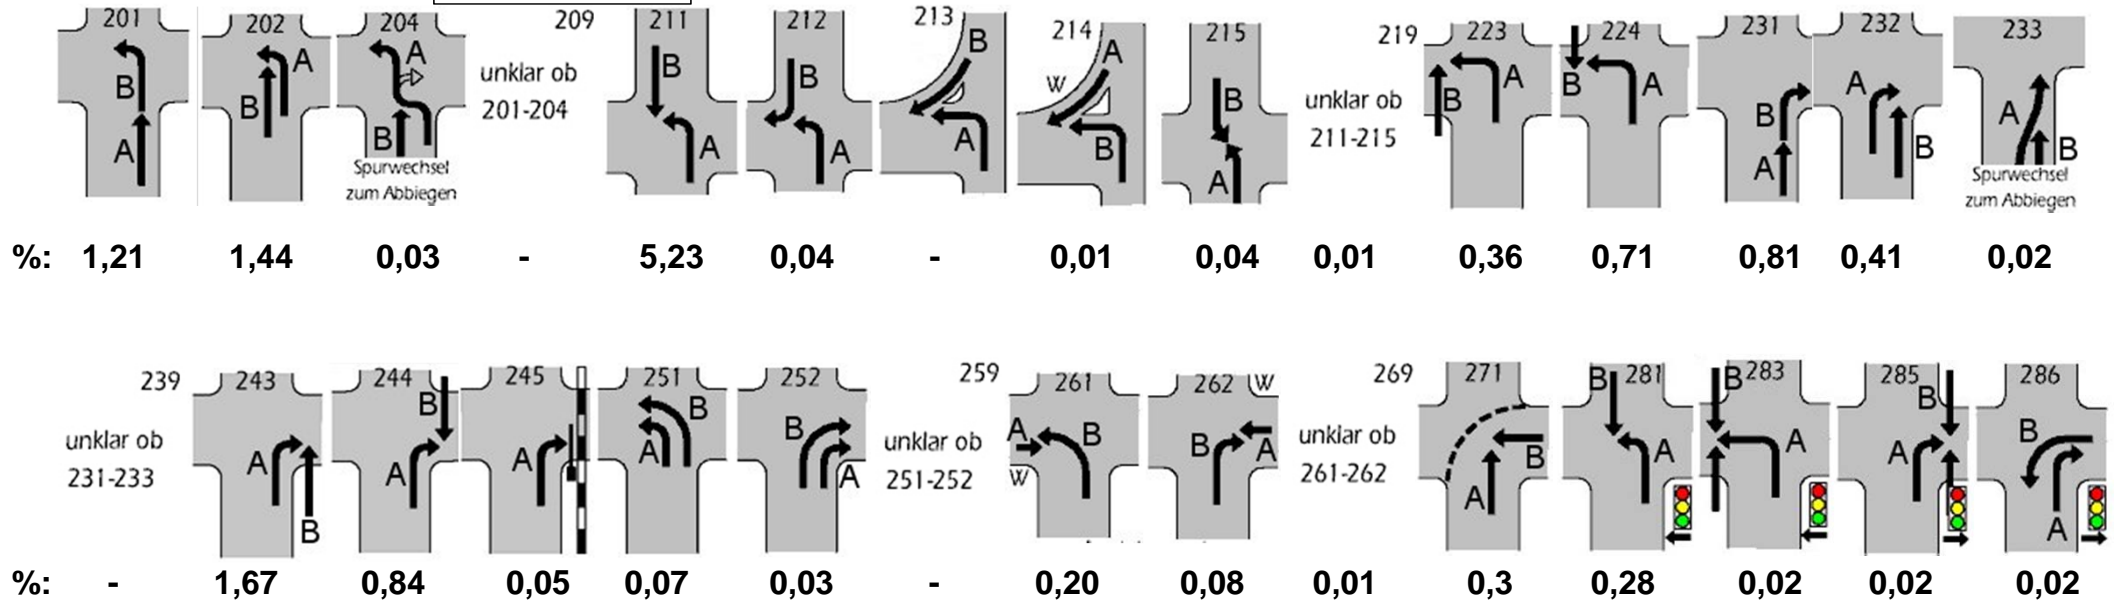 201 202 204 209 211 212 213 214 215 219 223 224 231 232 233
B A A B B B A B B B A B A A
B B W B B B B A A
A B A A A B A A B
unklar ob
201-204
unklar ob
211-215
Spurwechsel
zum Abbiegen
Spurwechsel
zum Abbiegen
%: 1,21 1,44 0,03 - 5,23 0,04 - 0,01 0,04 0,01 0,36 0,71 0,81 0,41 0,02
239 243 244 245 251 252 259 261 262 W 269 271 281 283 285 286
B B B B A B B A B B B B
A A A A A W B B A A A A A
unklar ob
231-233
unklar ob
251-252
unklar ob
261-262
%: - 1,67 0,84 0,05 0,07 0,03 - 0,20 0,08 0,01 0,3 0,28 0,02 0,02 0,02